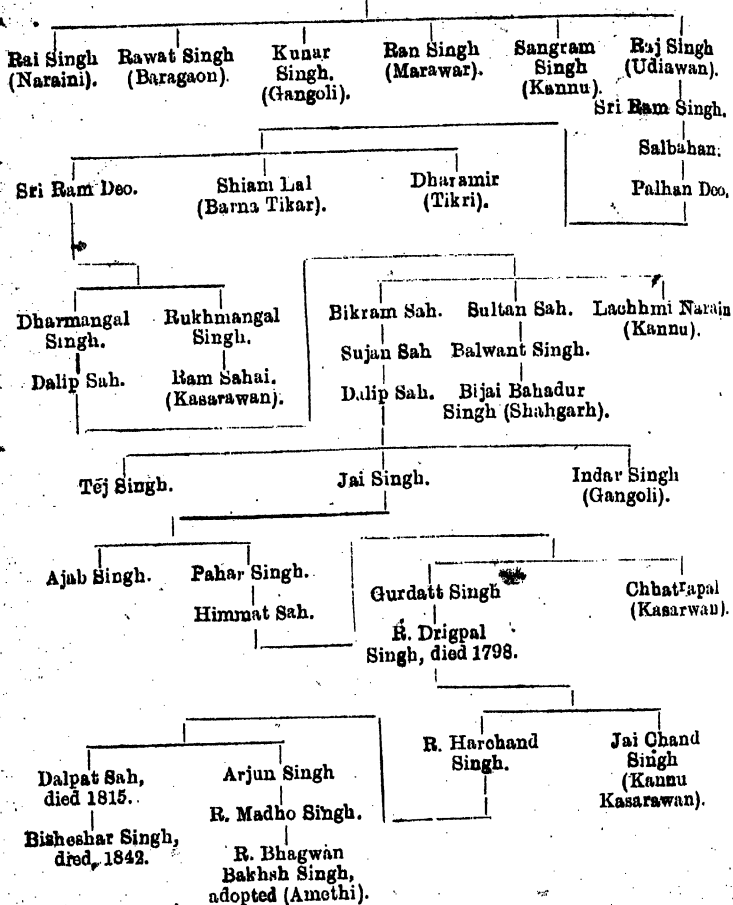 Rai Singh
(Naraini).
Rawat Singh
(Baragaon).
Kunar
Singh.
(Gangoli).
Ran Singh
(Marawar).
Sangram
Singh
(Kannu).
Raj Singh
(Udiawan).
Sri Ram Singh.
Salbahan.
Palhan Deo.
Sri Ram Deo.
Shiam Lal
(Barna Tikar).
Dharamir
(Tikri).
Dharmangal
Singh.
Dalip Sah.
Rukhmangal
Singh.
Ram Sahai.
(Kasarawan).
Bikram Sah.
Sujan Sah
Dalip Sah.
Sultan Sah.
Balwant Singh.
Bijai Bahadur
Singh (Shahgarh).
Lachhmi Narain
(Kannu).
Tej Singh.
Jai Singh.
Indar Singh
(Gangoli).
Ajab Singh.
Pahar Singh.
Himmat Sah.
Gurdatt Singh
R. Drigpal
Singh, died 1798.
Chhatrapal
(Kasarwan).
R. Harchand
Singh.
Jai Chand
Singh
(Kannu
Kasarawan).
Dalpat Sah,
died 1815.
Bisheshar Singh,
died, 1842.
Arjun Singh
R. Madho Singh.
R. Bhagwan
Bakhsh Singh,
adopted (Amethi).